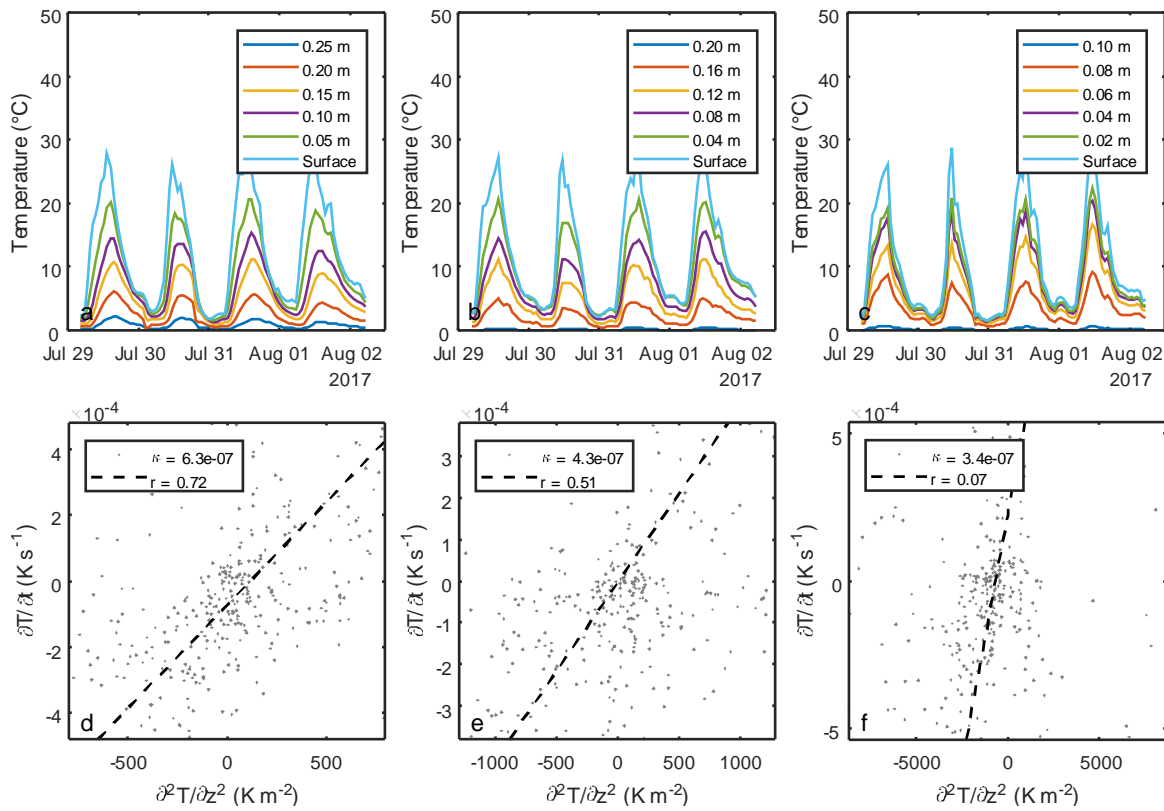 50
40
30
20
10
0
Temperature (°C)
0.25 m
0.20 m
0.15 m
0.10 m
0.05 m
Surface
a
Jul 29 Jul 30 Jul 31 Aug 01 Aug 02
2017
50
40
30
20
10
0
Temperature (°C)
0.20 m
0.16 m
0.12 m
0.08 m
0.04 m
Surface
b
Jul 29 Jul 30 Jul 31 Aug 01 Aug 02
2017
50
40
30
20
10
0
Temperature (°C)
0.10 m
0.08 m
0.06 m
0.04 m
0.02 m
Surface
c
Jul 29 Jul 30 Jul 31 Aug 01 Aug 02
2017
×10⁻⁴
4
2
0
-2
-4
∂T/∂t (K s⁻¹)
κ = 6.3e-07
r = 0.72
d
-500 0 500
∂²T/∂z² (K m⁻²)
×10⁻⁴
3
2
1
0
-1
-2
-3
∂T/∂t (K s⁻¹)
κ = 4.3e-07
r = 0.51
e
-1000 -500 0 500 1000
∂²T/∂z² (K m⁻²)
×10⁻⁴
5
0
-5
∂T/∂t (K s⁻¹)
κ = 3.4e-07
r = 0.07
f
-5000 0 5000
∂²T/∂z² (K m⁻²)